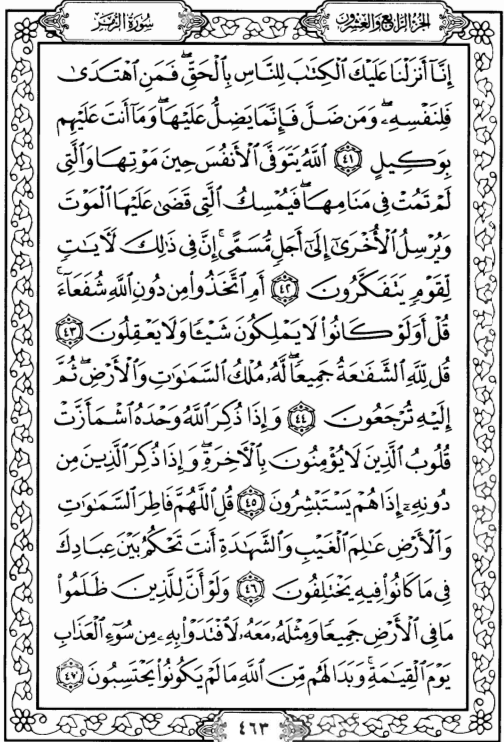 الجزء الرابع والعشرون
سورة الزمر
إِنَّآ أَنزَلْنَا عَلَيْكَ ٱلْكِتَٰبَ لِلنَّاسِ بِٱلْحَقِّ ۖ فَمَنِ ٱهْتَدَىٰ
فَلِنَفْسِهِۦ ۖ وَمَن ضَلَّ فَإِنَّمَا يَضِلُّ عَلَيْهَا ۖ وَمَآ أَنتَ عَلَيْهِم
بِوَكِيلٍ ٤١ ٱللَّهُ يَتَوَفَّى ٱلْأَنفُسَ حِينَ مَوْتِهَا وَٱلَّتِى
لَمْ تَمُتْ فِى مَنَامِهَا ۖ فَيُمْسِكُ ٱلَّتِى قَضَىٰ عَلَيْهَا ٱلْمَوْتَ
وَيُرْسِلُ ٱلْأُخْرَىٰٓ إِلَىٰٓ أَجَلٍ مُّسَمًّى ۚ إِنَّ فِى ذَٰلِكَ لَءَايَٰتٍ
لِّقَوْمٍ يَتَفَكَّرُونَ ٤٢ أَمِ ٱتَّخَذُوا۟ مِن دُونِ ٱللَّهِ شُفَعَآءَ ۚ
قُلْ أَوَلَوْ كَانُوا۟ لَا يَمْلِكُونَ شَيْـًٔا وَلَا يَعْقِلُونَ ٤٣
قُل لِّلَّهِ ٱلشَّفَٰعَةُ جَمِيعًا ۖ لَّهُۥ مُلْكُ ٱلسَّمَٰوَٰتِ وَٱلْأَرْضِ ۖ ثُمَّ
إِلَيْهِ تُرْجَعُونَ ٤٤ وَإِذَا ذُكِرَ ٱللَّهُ وَحْدَهُ ٱشْمَأَزَّتْ
قُلُوبُ ٱلَّذِينَ لَا يُؤْمِنُونَ بِٱلْءَاخِرَةِ ۖ وَإِذَا ذُكِرَ ٱلَّذِينَ مِن
دُونِهِۦٓ إِذَا هُمْ يَسْتَبْشِرُونَ ٤٥ قُلِ ٱللَّهُمَّ فَاطِرَ ٱلسَّمَٰوَٰتِ
وَٱلْأَرْضِ عَٰلِمَ ٱلْغَيْبِ وَٱلشَّهَٰدَةِ أَنتَ تَحْكُمُ بَيْنَ عِبَادِكَ
فِى مَا كَانُوا۟ فِيهِ يَخْتَلِفُونَ ٤٦ وَلَوْ أَنَّ لِلَّذِينَ ظَلَمُوا۟
مَا فِى ٱلْأَرْضِ جَمِيعًا وَمِثْلَهُۥ مَعَهُۥ لَٱفْتَدَوْا۟ بِهِۦ مِن سُوٓءِ ٱلْعَذَابِ
يَوْمَ ٱلْقِيَٰمَةِ ۚ وَبَدَا لَهُم مِّنَ ٱللَّهِ مَا لَمْ يَكُونُوا۟ يَحْتَسِبُونَ ٤٧
٤٦٣